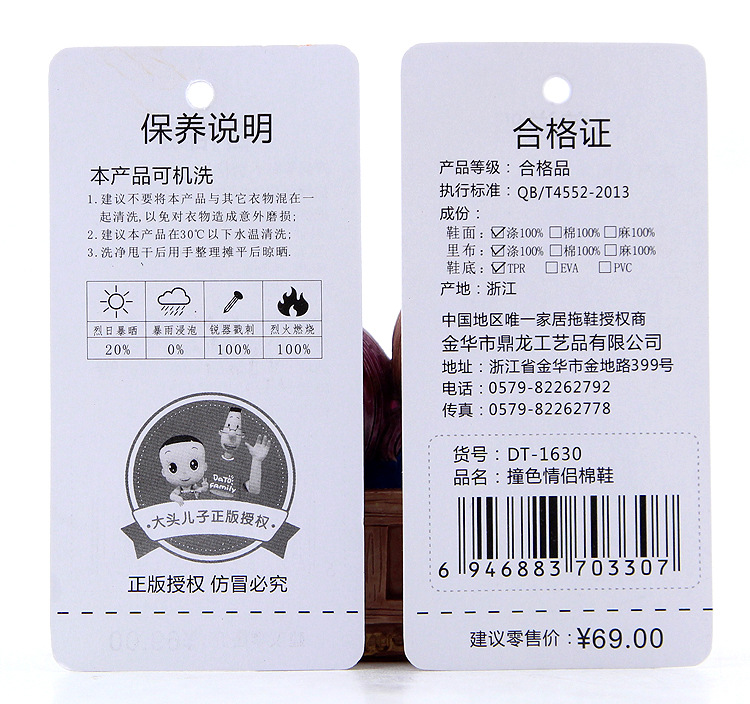 保养说明
本产品可机洗
1.建议不要将本产品与其它衣物混在一
起清洗,以免对衣物造成意外磨损;
2.建议本产品在30℃以下水温清洗;
3.洗净甩干后用手整理摊平后晾晒.
烈日暴晒 暴雨浸泡 锐器戳刺 烈火燃烧
20% 0% 100% 100%
DaTou
Family
大头儿子正版授权
正版授权 仿冒必究
合格证
产品等级：合格品
执行标准：QB/T4552-2013
成份：
鞋面：☑涤100% ☐棉100% ☐麻100%
里布：☑涤100% ☐棉100% ☐麻100%
鞋底：☑TPR ☐EVA ☐PVC
产地：浙江
中国地区唯一家居拖鞋授权商
金华市鼎龙工艺品有限公司
地址：浙江省金华市金地路399号
电话：0579-82262792
传真：0579-82262778
货号：DT-1630
品名：撞色情侣棉鞋
6 946883 703307
建议零售价：¥69.00